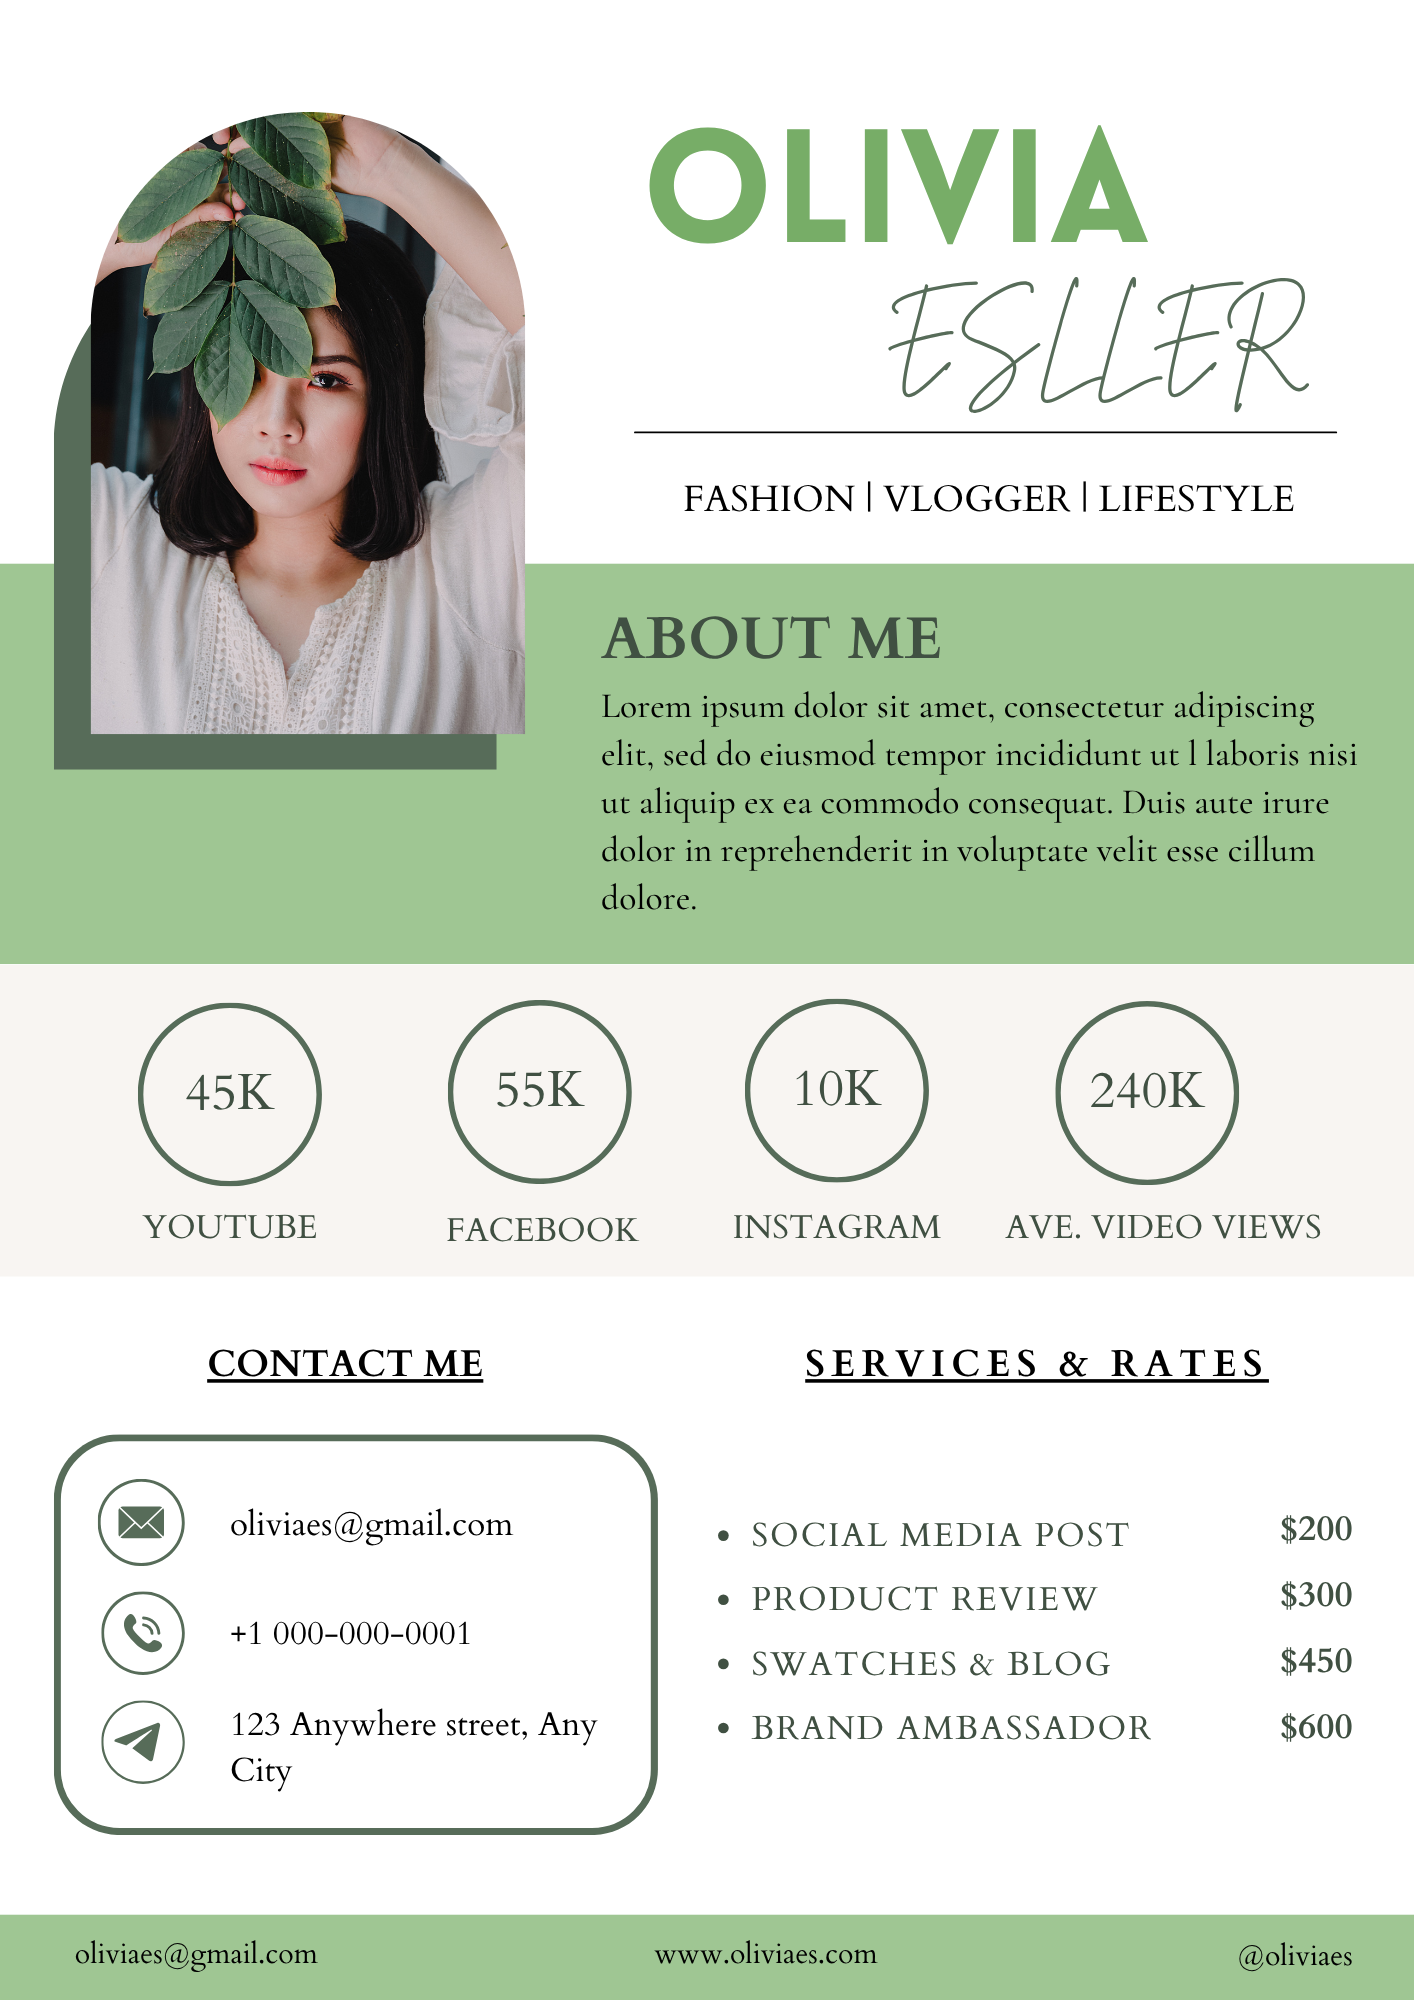 OLIVIA
ESLLER
FASHION | VLOGGER | LIFESTYLE
ABOUT ME
Lorem ipsum dolor sit amet, consectetur adipiscing
elit, sed do eiusmod tempor incididunt ut l laboris nisi
ut aliquip ex ea commodo consequat. Duis aute irure
dolor in reprehenderit in voluptate velit esse cillum
dolore.
45K
YOUTUBE
55K
FACEBOOK
10K
INSTAGRAM
240K
AVE. VIDEO VIEWS
CONTACT ME
oliviaes@gmail.com
+1 000-000-0001
123 Anywhere street, Any
City
SERVICES & RATES
• SOCIAL MEDIA POST $200
• PRODUCT REVIEW $300
• SWATCHES & BLOG $450
• BRAND AMBASSADOR $600
oliviaes@gmail.com
www.oliviaes.com
@oliviaes